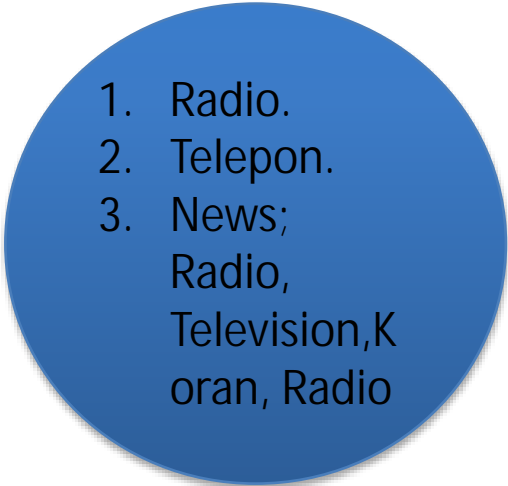 1. Radio.
2. Telepon.
3. News;
Radio,
Television,K
oran, Radio